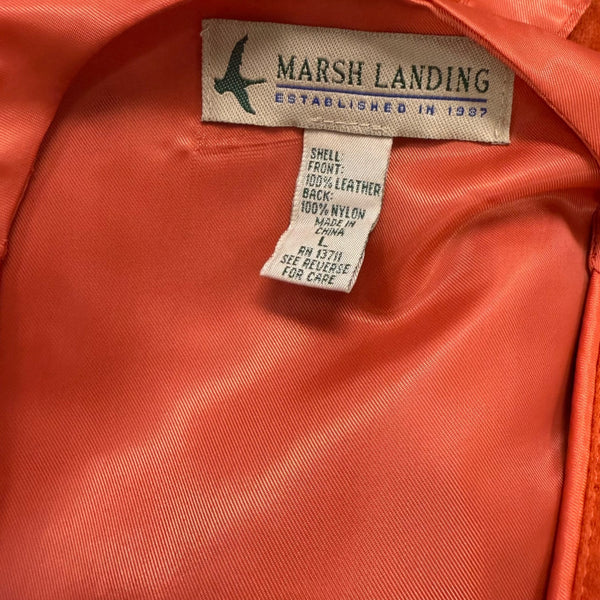 MARSH LANDING
ESTABLISHED IN 1987
SHELL:
FRONT:
100% LEATHER
BACK:
100% NYLON
MADE IN
CHINA
L
RN 13711
SEE REVERSE
FOR CARE